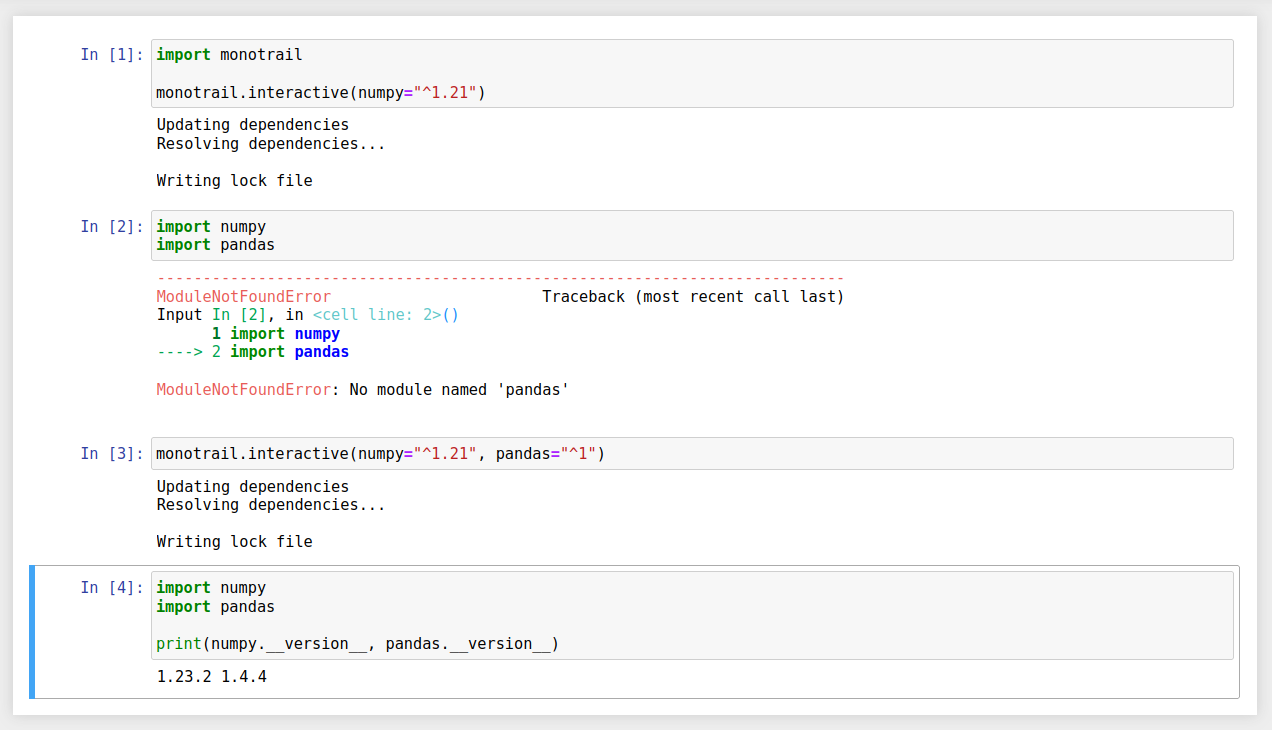 In [1]: import monotrail
monotrail.interactive(numpy="^1.21")
Updating dependencies
Resolving dependencies...
Writing lock file
In [2]: import numpy
import pandas
---------------------------------------------------------------------------
ModuleNotFoundError                       Traceback (most recent call last)
Input In [2], in <cell line: 2>()
      1 import numpy
----> 2 import pandas
ModuleNotFoundError: No module named 'pandas'
In [3]: monotrail.interactive(numpy="^1.21", pandas="^1")
Updating dependencies
Resolving dependencies...
Writing lock file
In [4]: import numpy
import pandas
print(numpy.__version__, pandas.__version__)
1.23.2 1.4.4